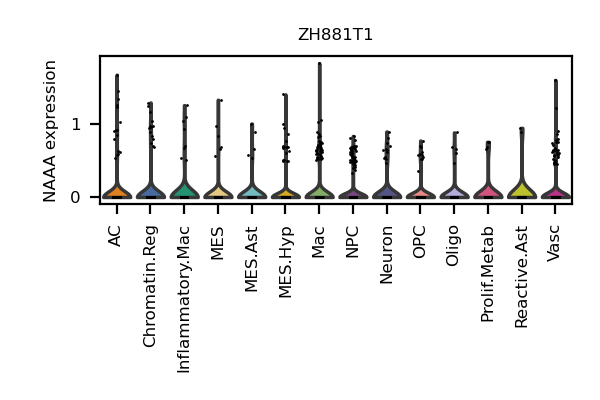 ZH881T1
NAAA expression
1
0
AC
Chromatin.Reg
Inflammatory.Mac
MES
MES.Ast
MES.Hyp
Mac
NPC
Neuron
OPC
Oligo
Prolif.Metab
Reactive.Ast
Vasc